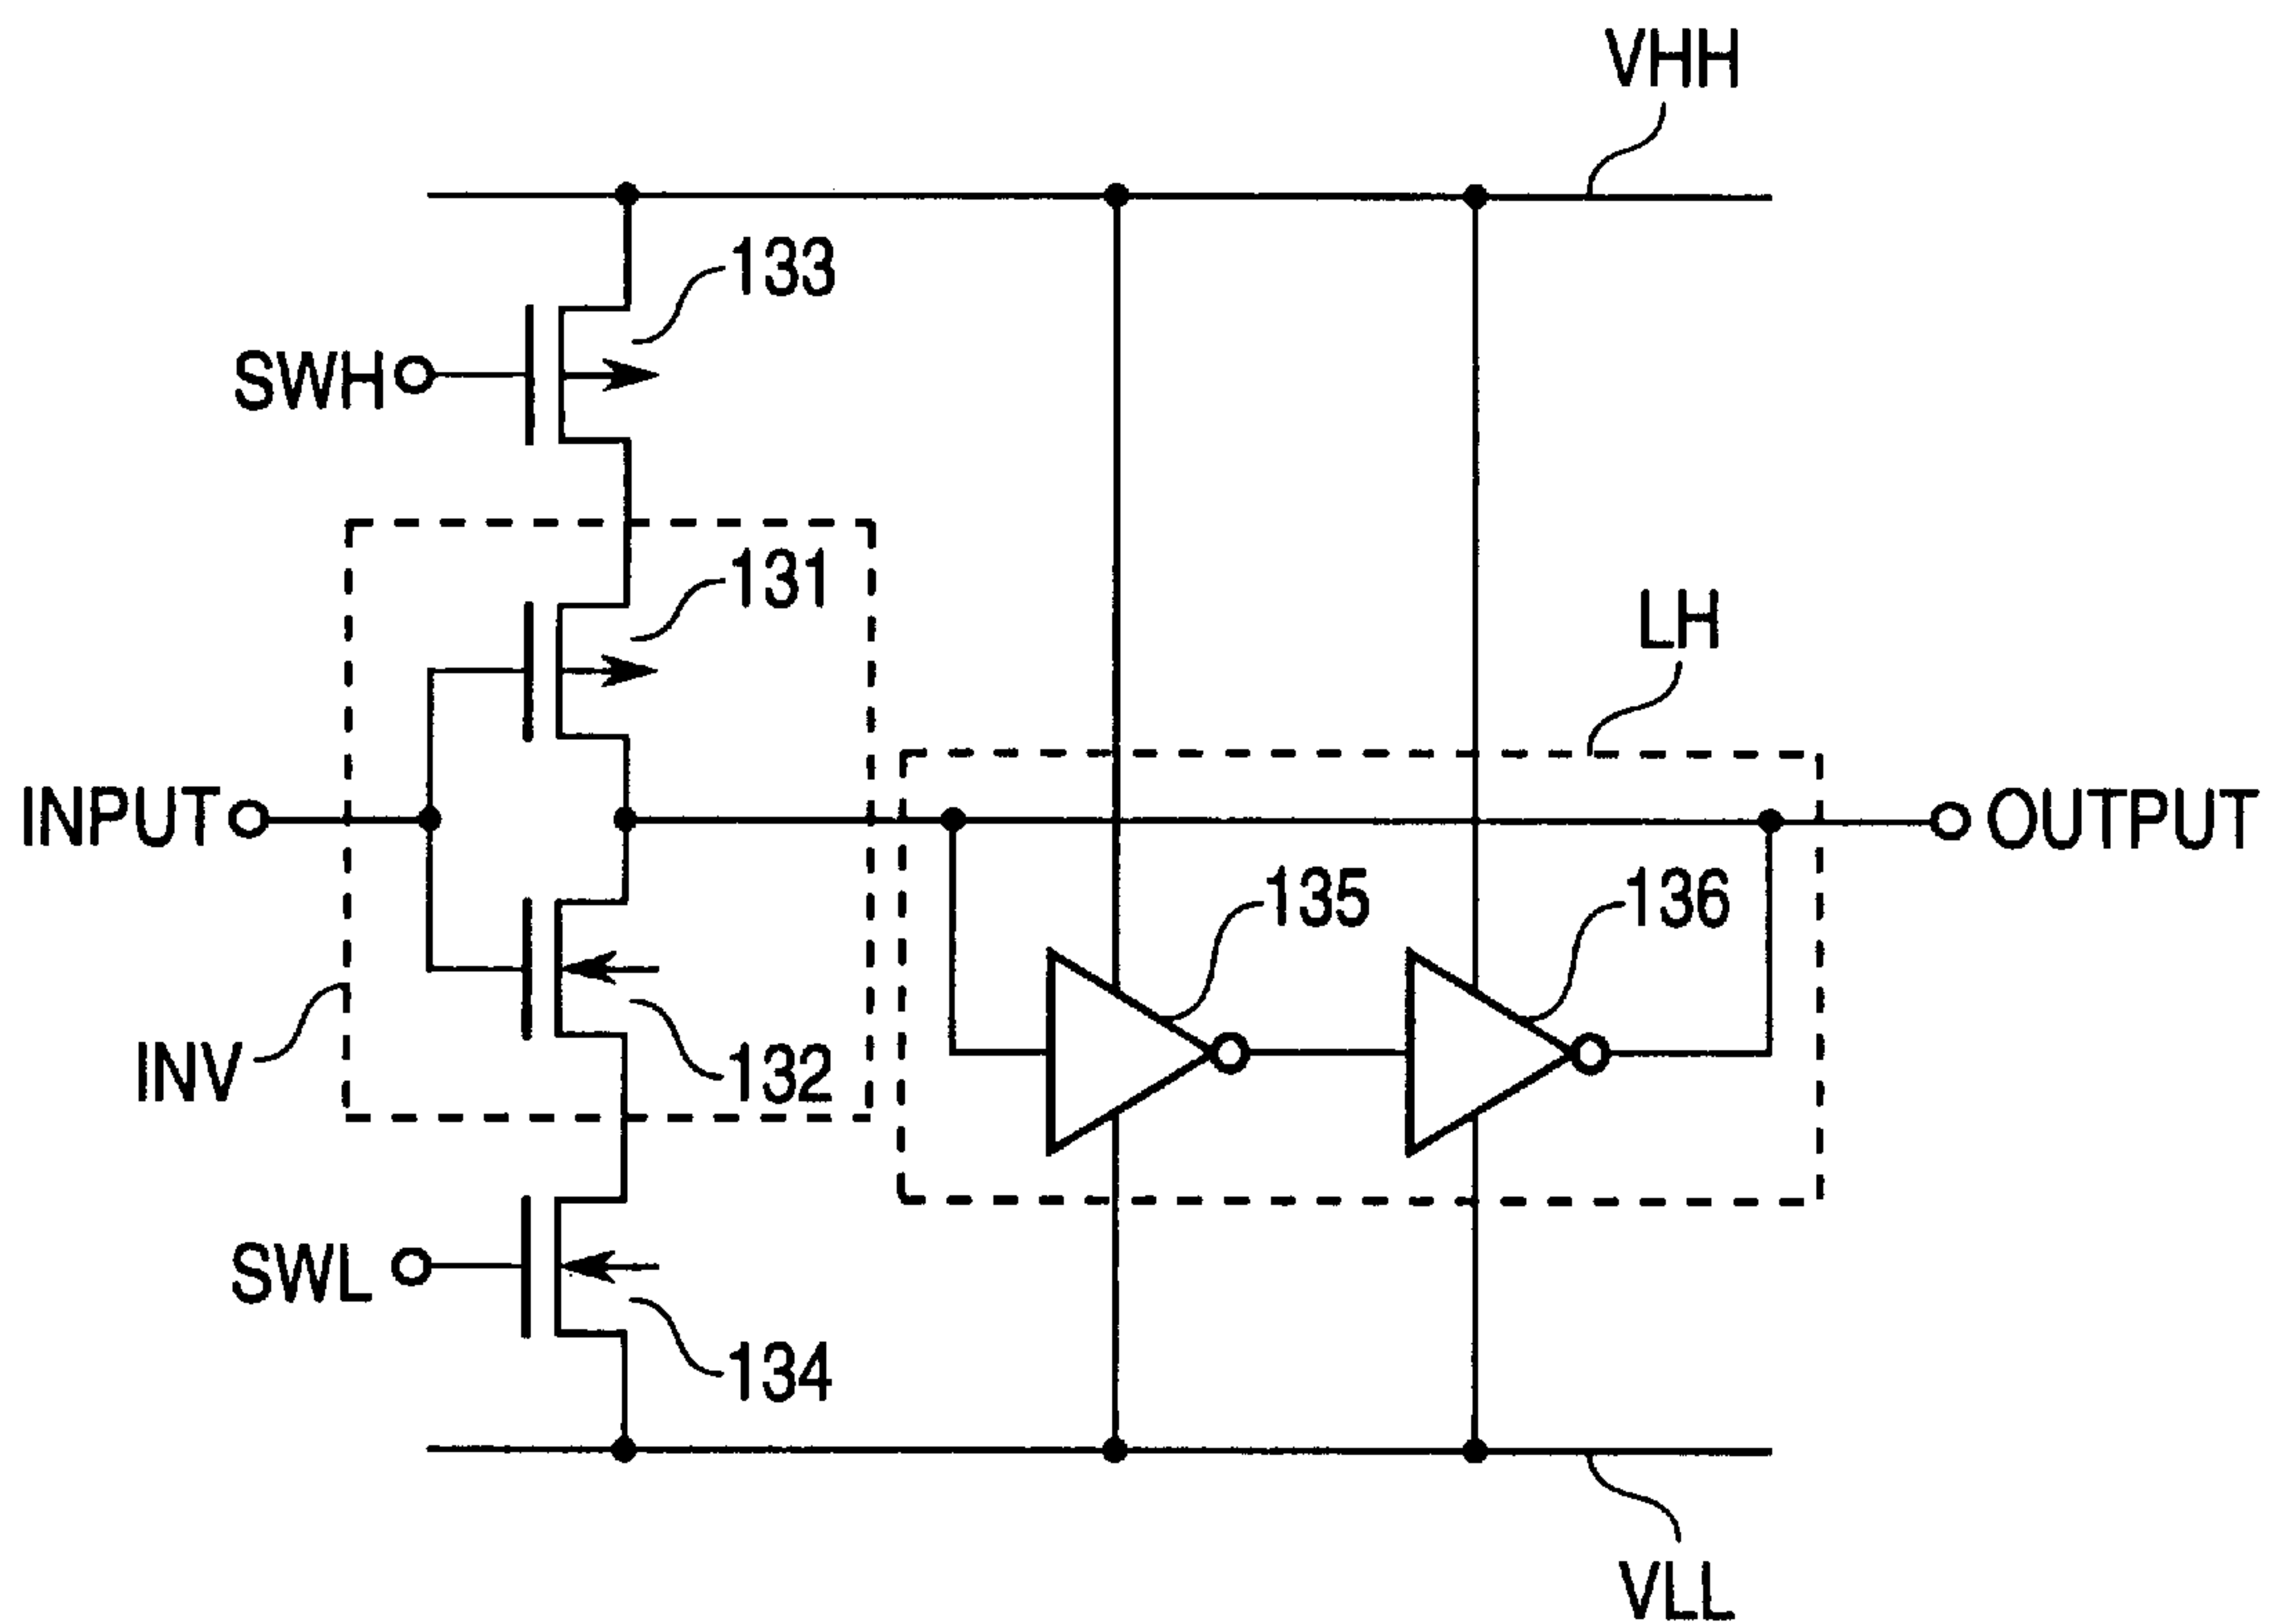 VHH
133
SWH
131
LH
INPUT
OUTPUT
135
136
INV
132
SWL
134
VLL